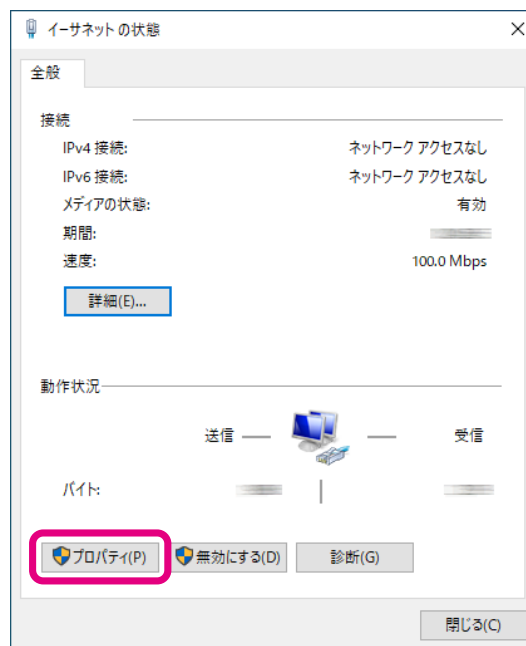 イーサネットの状態
全般
接続
IPv4 接続: ネットワーク アクセスなし
IPv6 接続: ネットワーク アクセスなし
メディアの状態: 有効
期間:
速度: 100.0 Mbps
詳細(E)...
動作状況
送信 受信
バイト:
プロパティ(P) 無効にする(D) 診断(G)
閉じる(C)